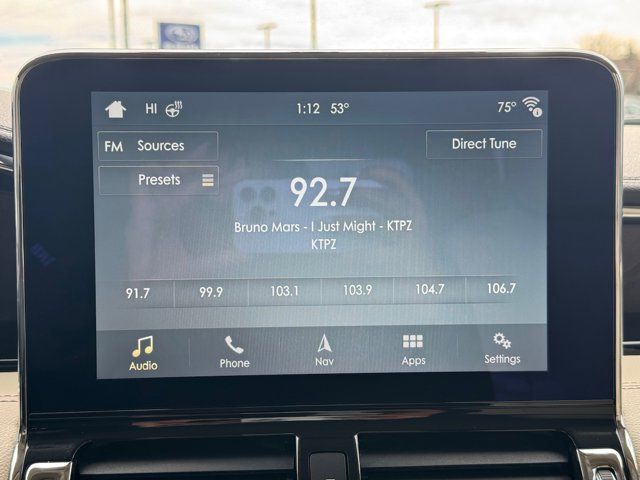 HI 1:12 53° 75°
FM Sources Direct Tune
Presets
92.7
Bruno Mars - I Just Might - KTPZ
KTPZ
91.7 99.9 103.1 103.9 104.7 106.7
Audio Phone Nav Apps Settings